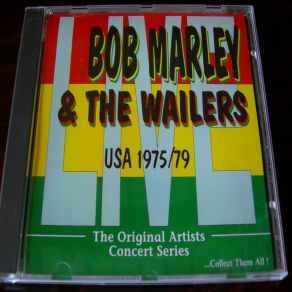 LIVE
BOB MARLEY
& THE WAILERS
USA 1975/79
The Original Artists
Concert Series
...Collect Them All !